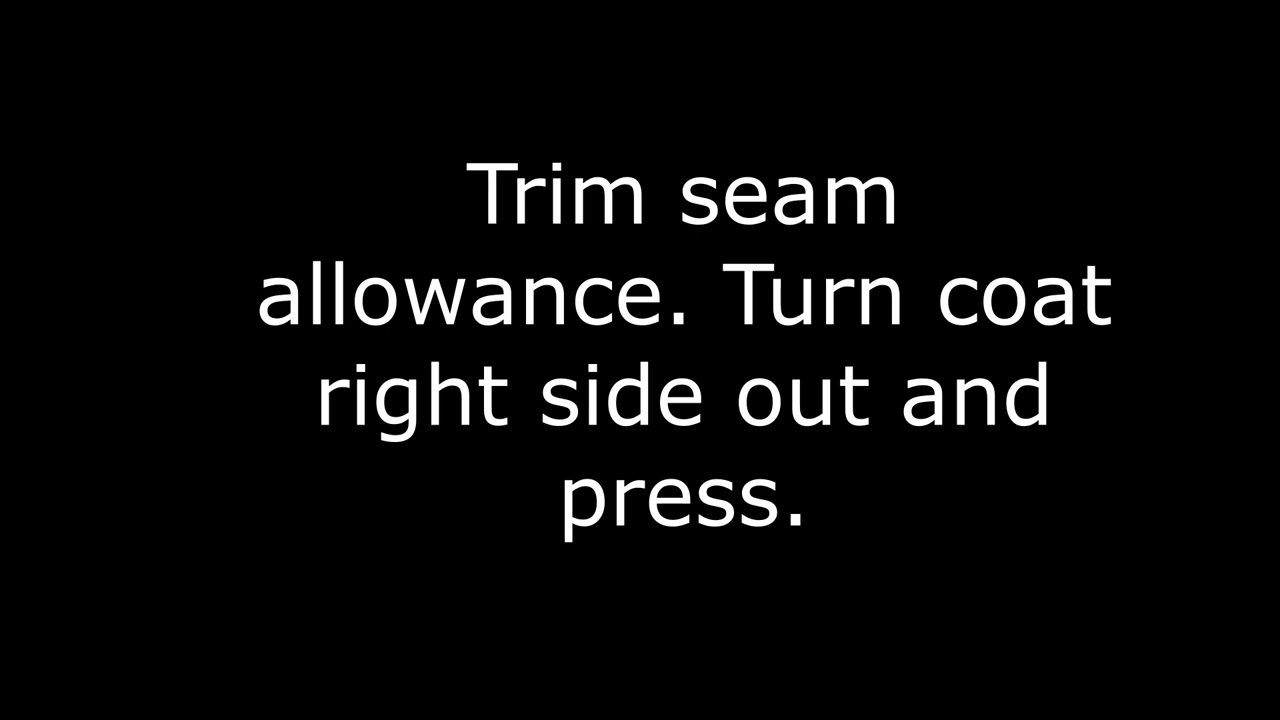 Trim seam
allowance. Turn coat
right side out and
press.